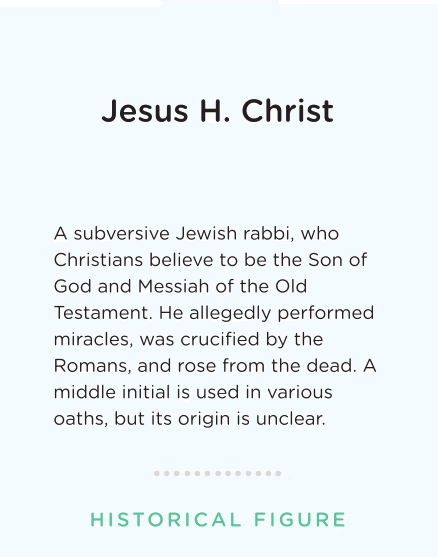 Jesus H. Christ
A subversive Jewish rabbi, who
Christians believe to be the Son of
God and Messiah of the Old
Testament. He allegedly performed
miracles, was crucified by the
Romans, and rose from the dead. A
middle initial is used in various
oaths, but its origin is unclear.
HISTORICAL FIGURE